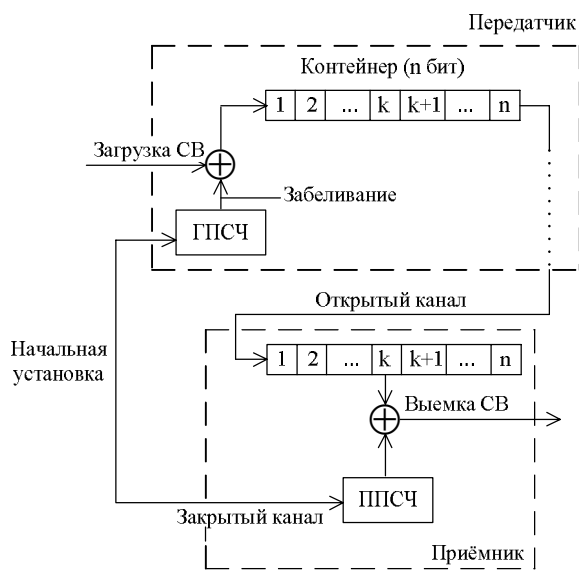 Передатчик
Контейнер (n бит)
1 2 ... k k+1 ... n
Загрузка СВ
Забеливание
ГПСЧ
Открытый канал
Начальная
установка
1 2 ... k k+1 ... n
Выемка СВ
ППСЧ
Закрытый канал
Приёмник